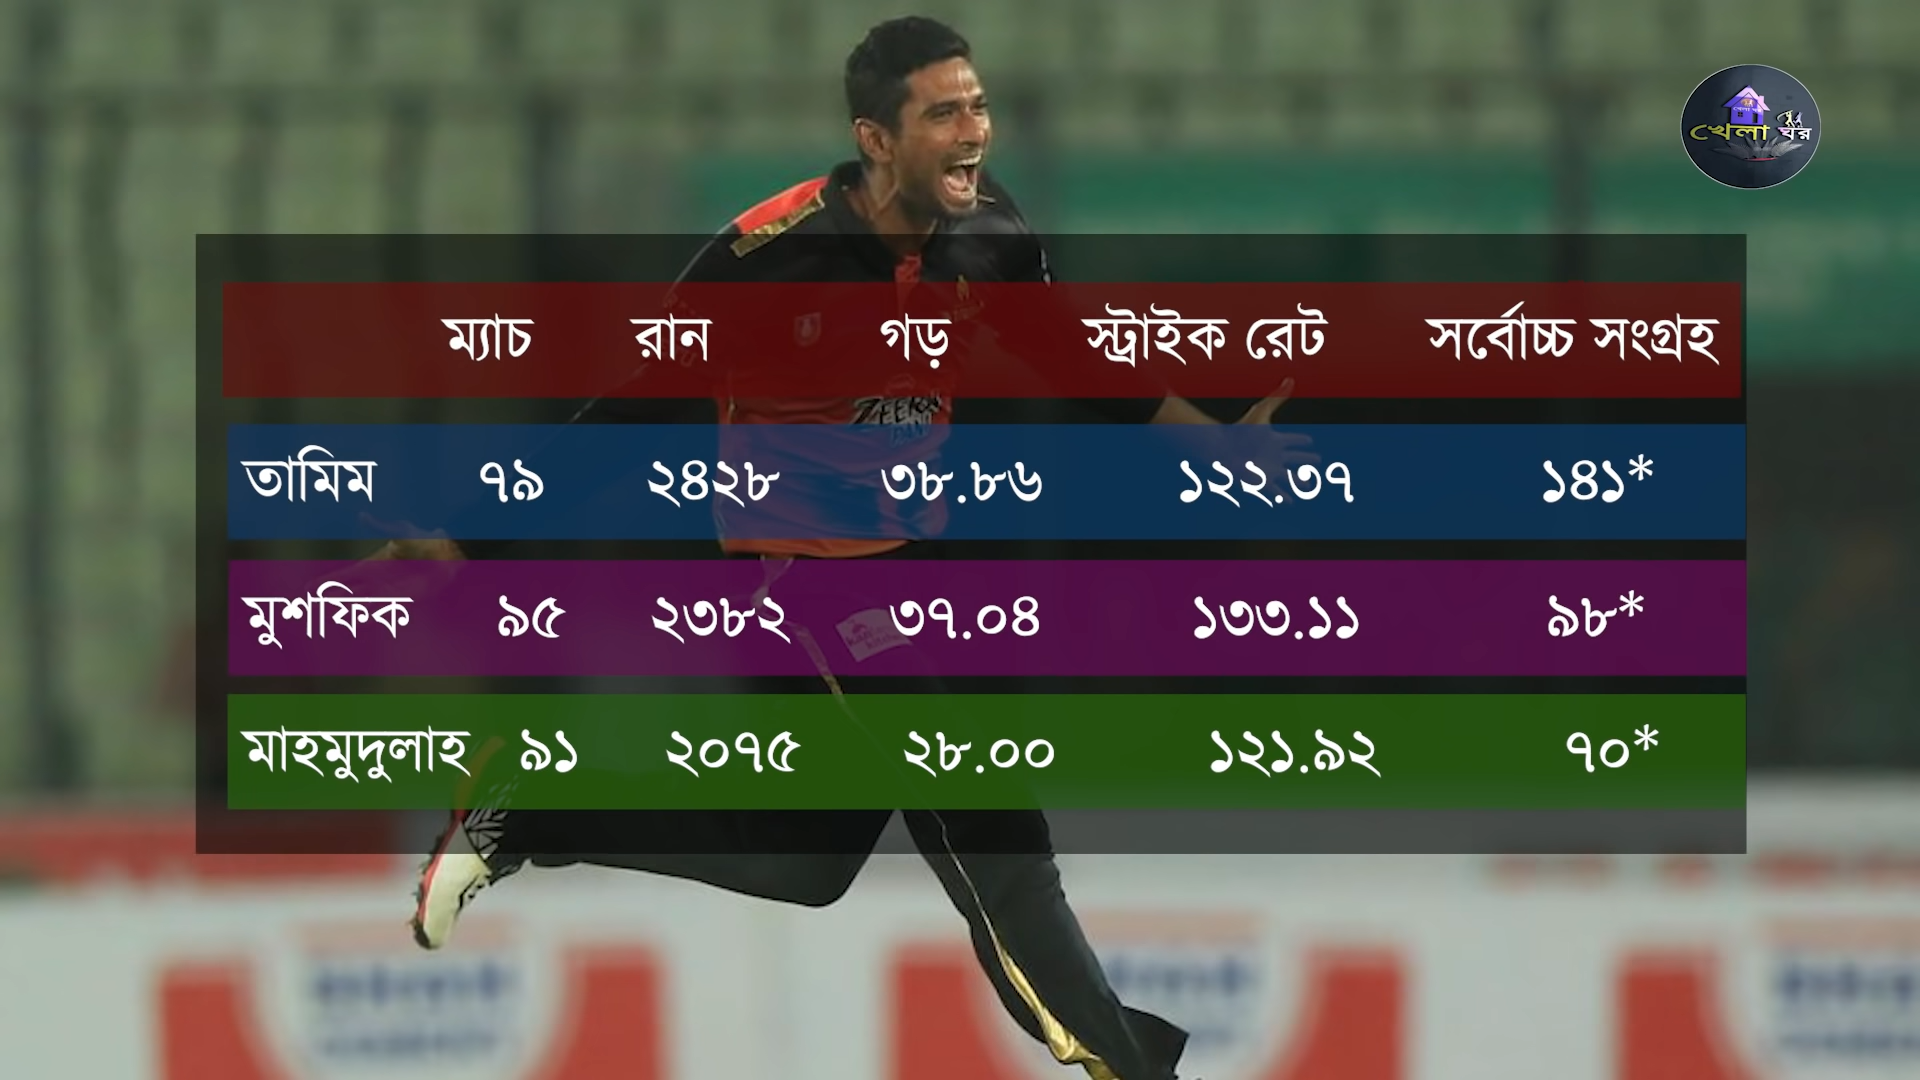 খেলা ঘর
ম্যাচ রান গড় স্ট্রাইক রেট সর্বোচ্চ সংগ্রহ
তামিম ৭৯ ২৪২৮ ৩৮.৮৬ ১২২.৩৭ ১৪১*
মুশফিক ৯৫ ২৩৮২ ৩৭.০৪ ১৩৩.১১ ৯৮*
মাহমুদুলাহ ৯১ ২০৭৫ ২৮.০০ ১২১.৯২ ৭০*